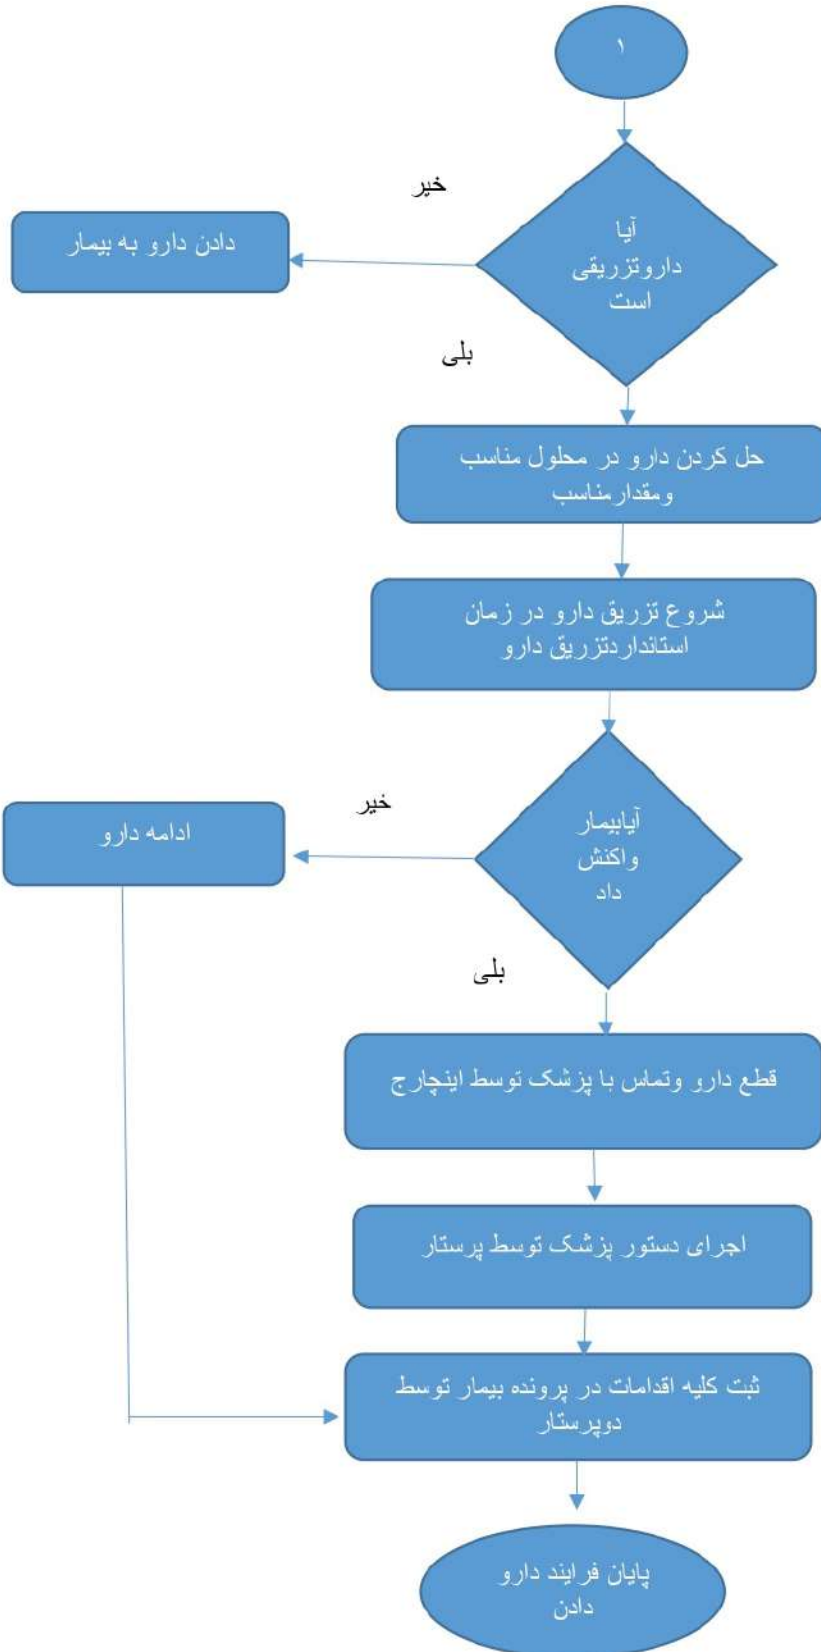 ۱
آیا
داروتزریقی
است
خیر
دادن دارو به بیمار
بلی
حل کردن دارو در محلول مناسب
ومقدارمناسب
شروع تزریق دارو در زمان
استانداردتزریق دارو
آیابیمار
واکنش
داد
خیر
ادامه دارو
بلی
قطع دارو وتماس با پزشک توسط اینچارج
اجرای دستور پزشک توسط پرستار
ثبت کلیه اقدامات در پرونده بیمار توسط
دوپرستار
پایان فرایند دارو
دادن